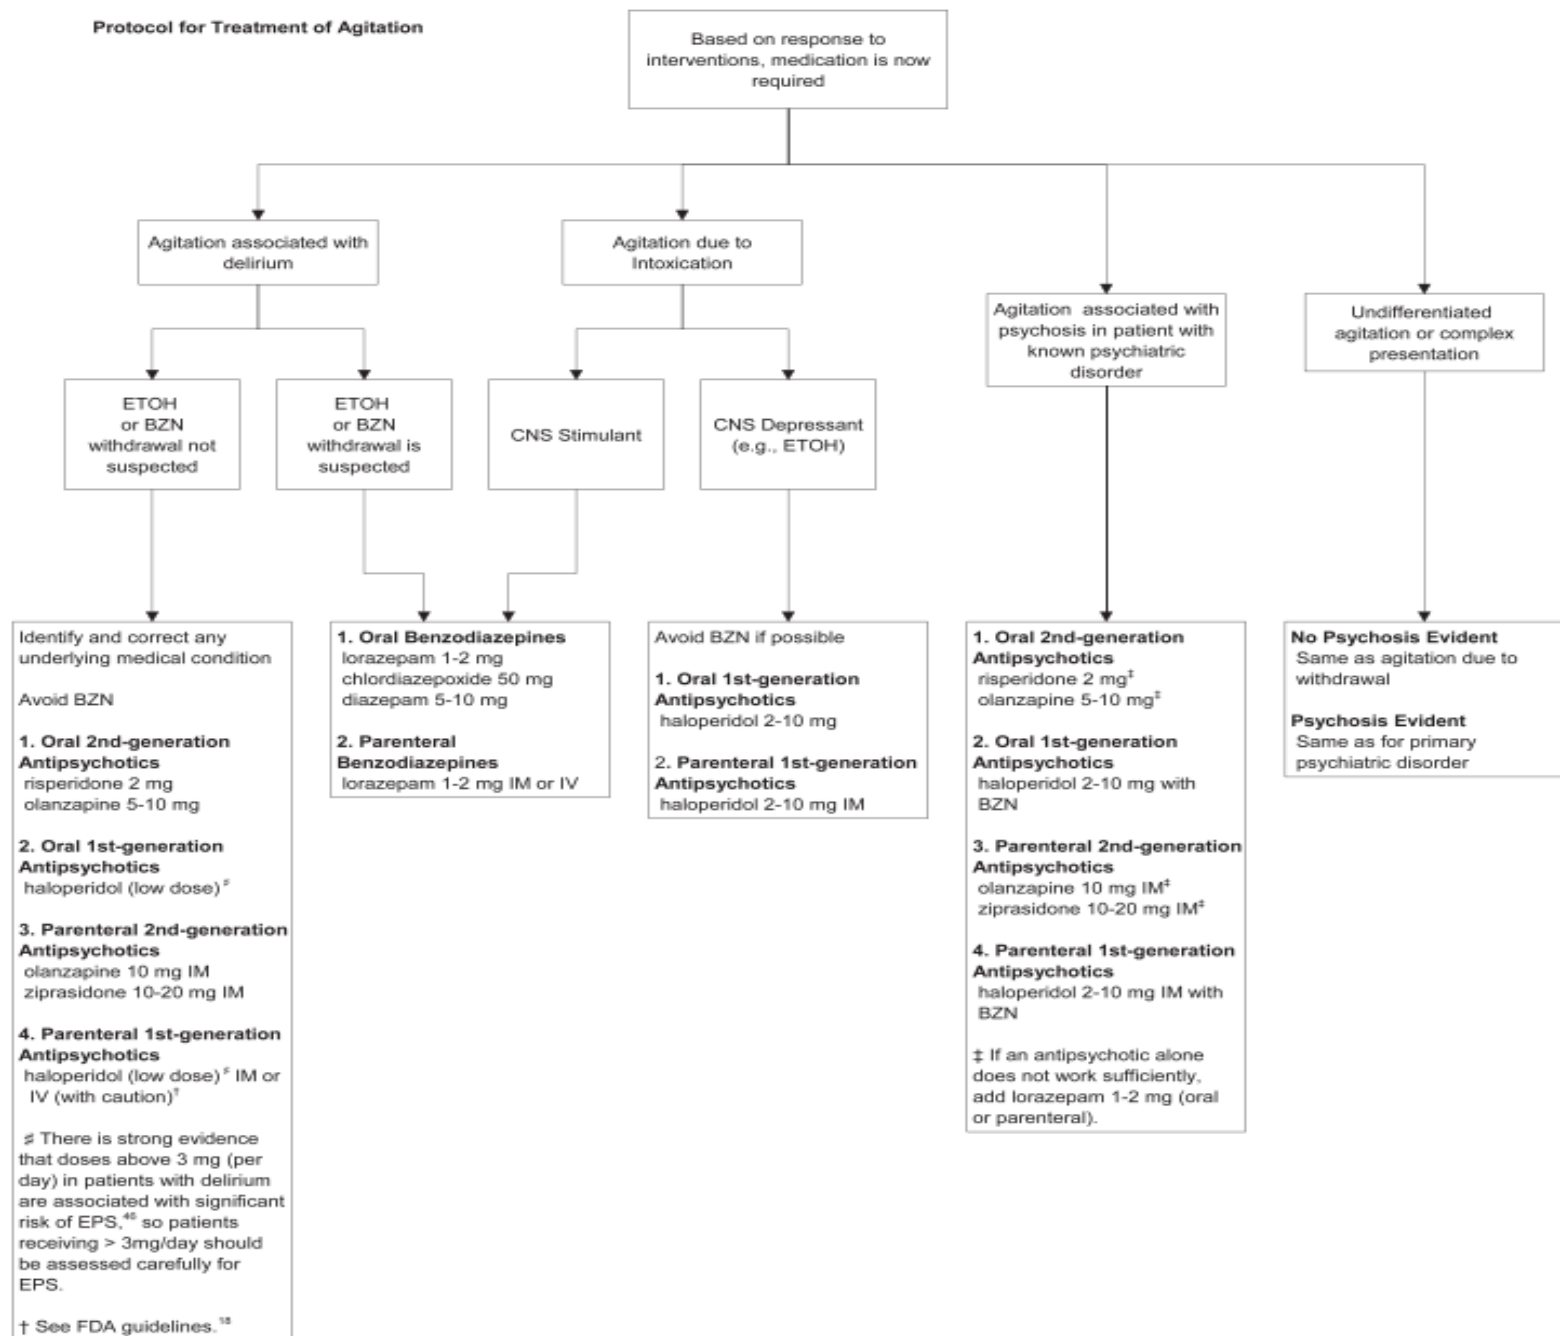 Protocol for Treatment of Agitation
Based on response to
interventions, medication is now
required
Agitation associated with
delirium
Agitation due to
Intoxication
Agitation associated with
psychosis in patient with
known psychiatric
disorder
Undifferentiated
agitation or complex
presentation
ETOH
or BZN
withdrawal not
suspected
ETOH
or BZN
withdrawal is
suspected
CNS Stimulant
CNS Depressant
(e.g., ETOH)
Identify and correct any
underlying medical condition
Avoid BZN
1. Oral 2nd-generation
Antipsychotics
risperidone 2 mg
olanzapine 5-10 mg
2. Oral 1st-generation
Antipsychotics
haloperidol (low dose)♯
3. Parenteral 2nd-generation
Antipsychotics
olanzapine 10 mg IM
ziprasidone 10-20 mg IM
4. Parenteral 1st-generation
Antipsychotics
haloperidol (low dose)♯ IM or
IV (with caution)†
♯ There is strong evidence
that doses above 3 mg (per
day) in patients with delirium
are associated with significant
risk of EPS,46 so patients
receiving > 3mg/day should
be assessed carefully for
EPS.
† See FDA guidelines.18
1. Oral Benzodiazepines
lorazepam 1-2 mg
chlordiazepoxide 50 mg
diazepam 5-10 mg
2. Parenteral
Benzodiazepines
lorazepam 1-2 mg IM or IV
Avoid BZN if possible
1. Oral 1st-generation
Antipsychotics
haloperidol 2-10 mg
2. Parenteral 1st-generation
Antipsychotics
haloperidol 2-10 mg IM
1. Oral 2nd-generation
Antipsychotics
risperidone 2 mg‡
olanzapine 5-10 mg‡
2. Oral 1st-generation
Antipsychotics
haloperidol 2-10 mg with
BZN
3. Parenteral 2nd-generation
Antipsychotics
olanzapine 10 mg IM‡
ziprasidone 10-20 mg IM‡
4. Parenteral 1st-generation
Antipsychotics
haloperidol 2-10 mg IM with
BZN
‡ If an antipsychotic alone
does not work sufficiently,
add lorazepam 1-2 mg (oral
or parenteral).
No Psychosis Evident
Same as agitation due to
withdrawal
Psychosis Evident
Same as for primary
psychiatric disorder